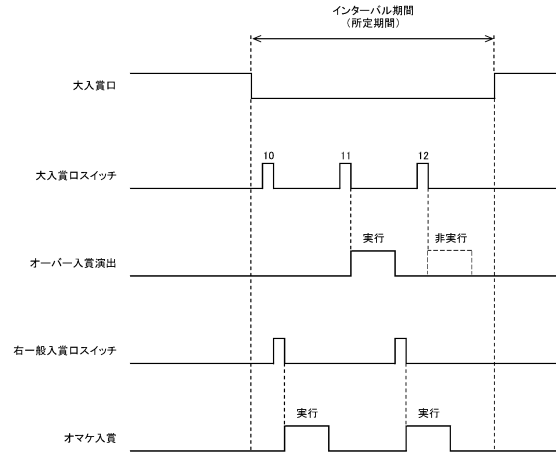 インターバル期間
（所定期間）
大入賞口
10
11
12
大入賞口スイッチ
実行
非実行
オーバー入賞演出
右一般入賞口スイッチ
実行
実行
オマケ入賞